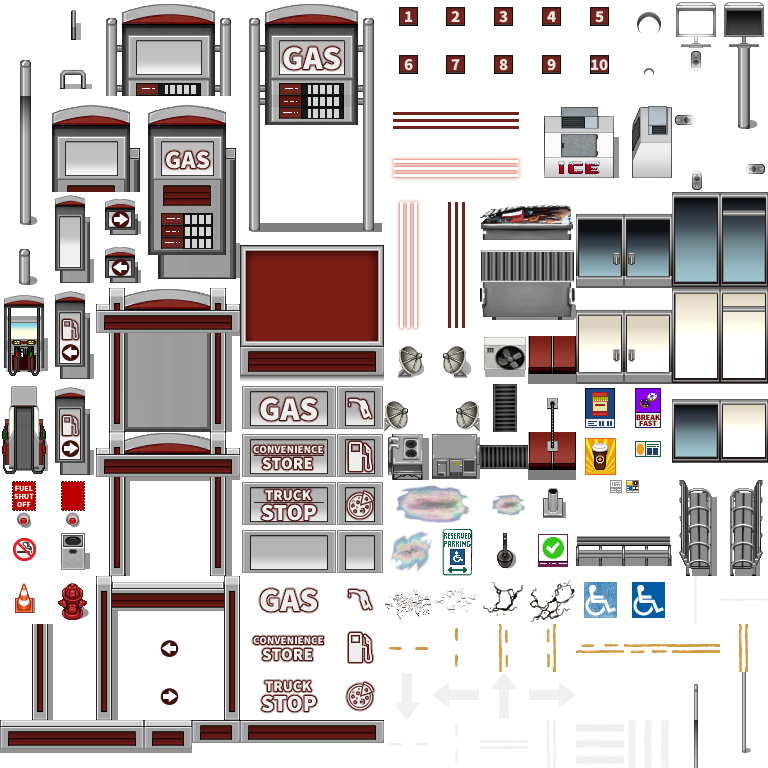 1 2 3 4 5
GAS
6 7 8 9 10
GAS
ICE
GAS
BREAK
FAST
CONVENIENCE
STORE
TRUCK
STOP
FUEL
SHUT
OFF
RESERVED
PARKING
GAS
CONVENIENCE
STORE
TRUCK
STOP